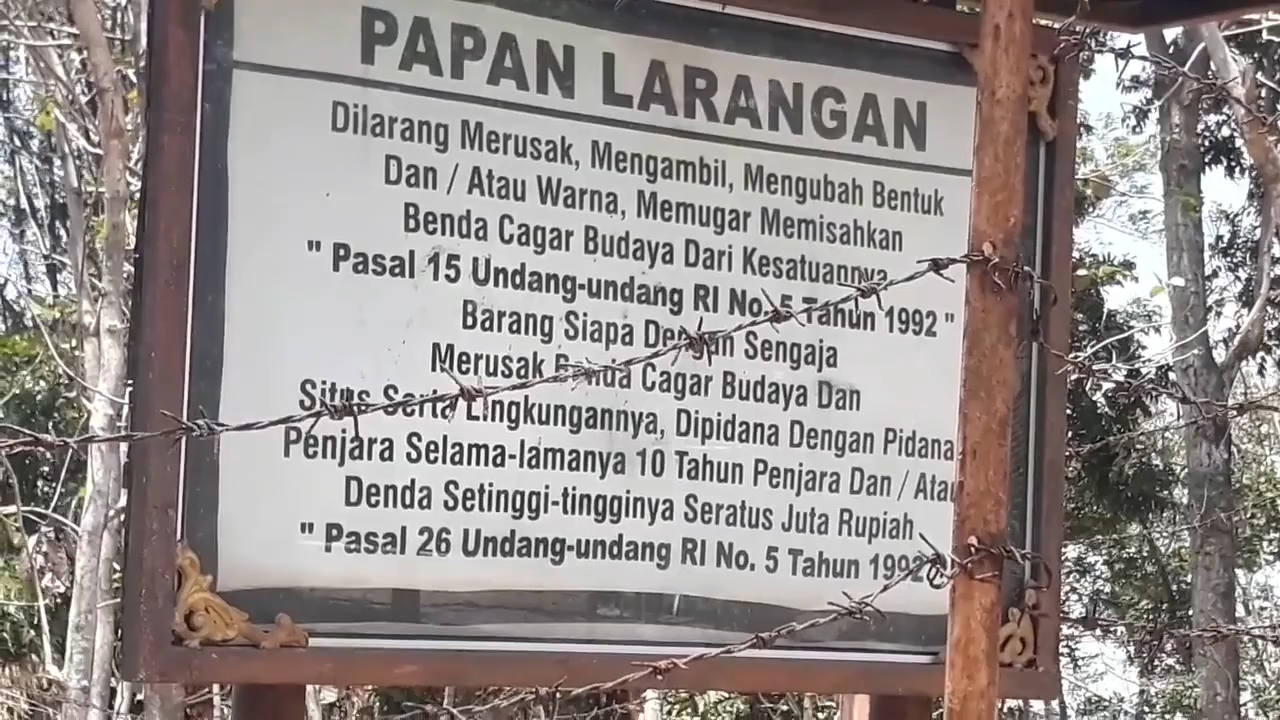 PAPAN LARANGAN
Dilarang Merusak, Mengambil, Mengubah Bentuk
Dan / Atau Warna, Memugar Memisahkan
Benda Cagar Budaya Dari Kesatuannya
" Pasal 15 Undang-undang RI No. 5 Tahun 1992 "
Barang Siapa Dengan Sengaja
Merusak Benda Cagar Budaya Dan
Situs Serta Lingkungannya, Dipidana Dengan Pidana
Penjara Selama-lamanya 10 Tahun Penjara Dan / Atau
Denda Setinggi-tingginya Seratus Juta Rupiah
" Pasal 26 Undang-undang RI No. 5 Tahun 1992